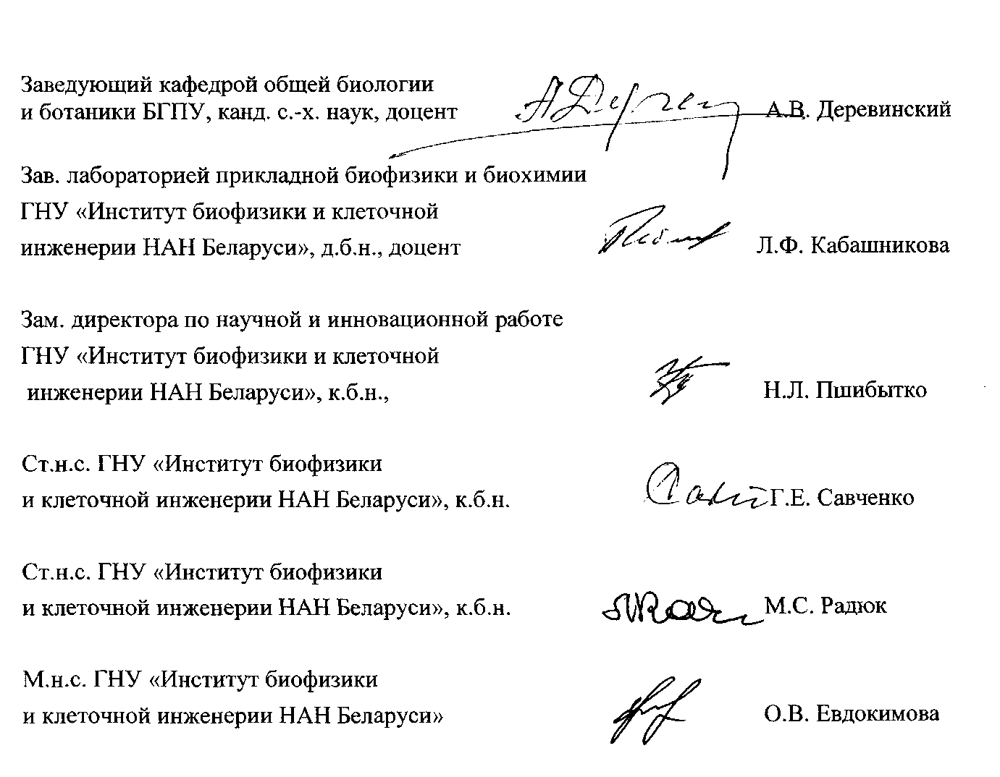 Заведующий кафедрой общей биологии
и ботаники БГПУ, канд. с.-х. наук, доцент А.В. Деревинский
Зав. лабораторией прикладной биофизики и биохимии
ГНУ «Институт биофизики и клеточной
инженерии НАН Беларуси», д.б.н., доцент Л.Ф. Кабашникова
Зам. директора по научной и инновационной работе
ГНУ «Институт биофизики и клеточной
инженерии НАН Беларуси», к.б.н., Н.Л. Пшибытко
Ст.н.с. ГНУ «Институт биофизики
и клеточной инженерии НАН Беларуси», к.б.н. Г.Е. Савченко
Ст.н.с. ГНУ «Институт биофизики
и клеточной инженерии НАН Беларуси», к.б.н. М.С. Радюк
М.н.с. ГНУ «Институт биофизики
и клеточной инженерии НАН Беларуси» О.В. Евдокимова